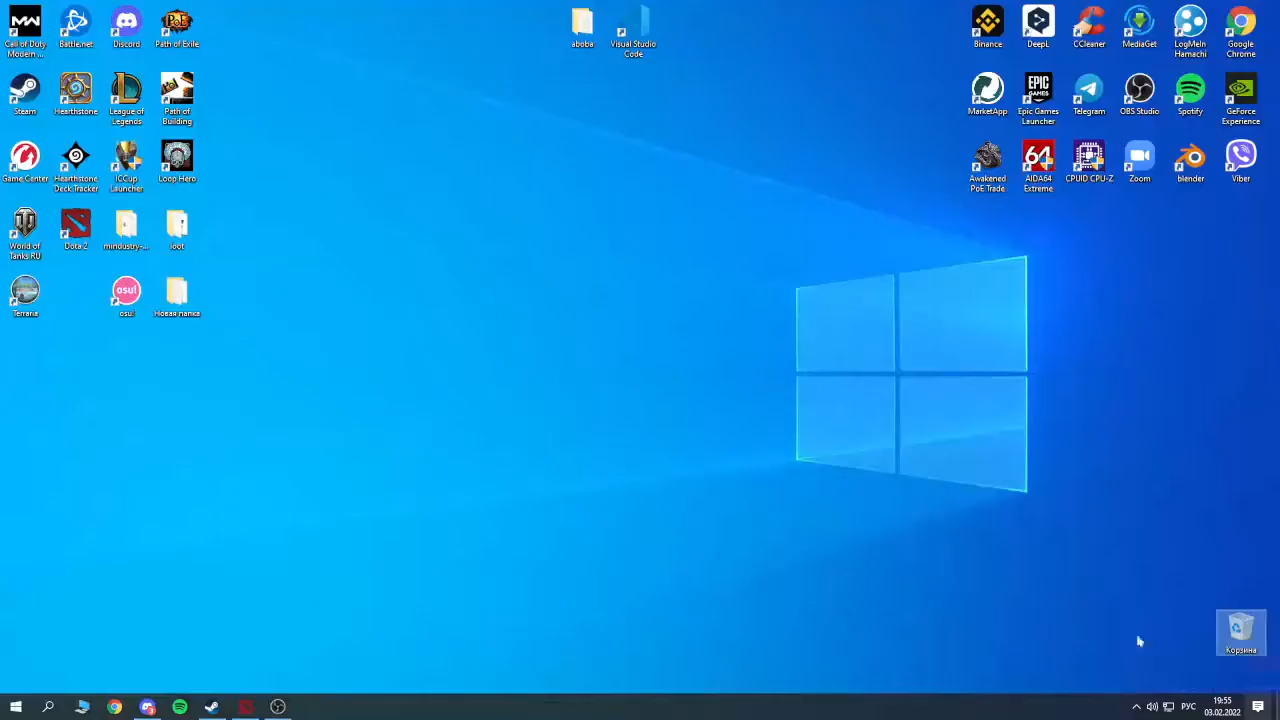 Call of Duty
Modern ...
Battle.net
Discord
Path of Exile
Steam
Hearthstone
League of
Legends
Path of
Building
Game Center
Hearthstone
Deck Tracker
ICCup
Launcher
Loop Hero
World of
Tanks RU
Dota 2
mindustry-...
loot
Terraria
osu!
osu!
Новая папка
aboba
Visual Studio
Code
Binance
DeepL
CCleaner
MediaGet
LogMeIn
Hamachi
Google
Chrome
MarketApp
EPIC
GAMES
Epic Games
Launcher
Telegram
OBS Studio
Spotify
GeForce
Experience
Awakened
PoE Trade
64
AIDA64
Extreme
CPUID CPU-Z
Zoom
blender
Viber
Корзина
РУС
19:55
03.02.2022